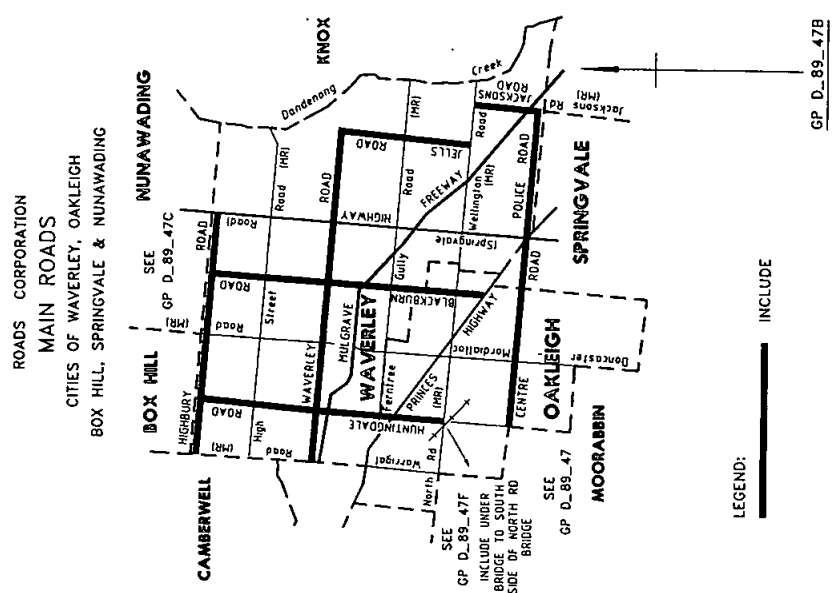 ROADS CORPORATION
MAIN ROADS
CITIES OF WAVERLEY, OAKLEIGH
BOX HILL, SPRINGVALE & NUNAWADING
CAMBERWELL
BOX HILL
SEE
GP D_89_47C
NUNAWADING
KNOX
HIGHBURY
ROAD
Road
(MR)
ROAD
Road
(MR)
ROAD
Road)
High
Street
Road
(MR)
Dandenong
Creek
WAVERLEY
ROAD
HIGHWAY
(Springvale
ROAD
JELLS
MULGRAVE
FREEWAY
WAVERLEY
Ferntree
Gully
Road
(MR)
BLACKBURN
HUNTINGDALE
Warrigal
PRINCES
HIGHWAY
North
Rd
(MR)
Wellington
(MR)
Road
JACKSONS
ROAD
Mordialloc
Doncaster
CENTRE
ROAD
POLICE
ROAD
Jacksons
Rd
(MR)
OAKLEIGH
SPRINGVALE
SEE
GP D_89_47F
INCLUDE UNDER
BRIDGE TO SOUTH
SIDE OF NORTH RD
BRIDGE
SEE
GP D_89_47
MOORABBIN
LEGEND:
INCLUDE
GP D_89_47B